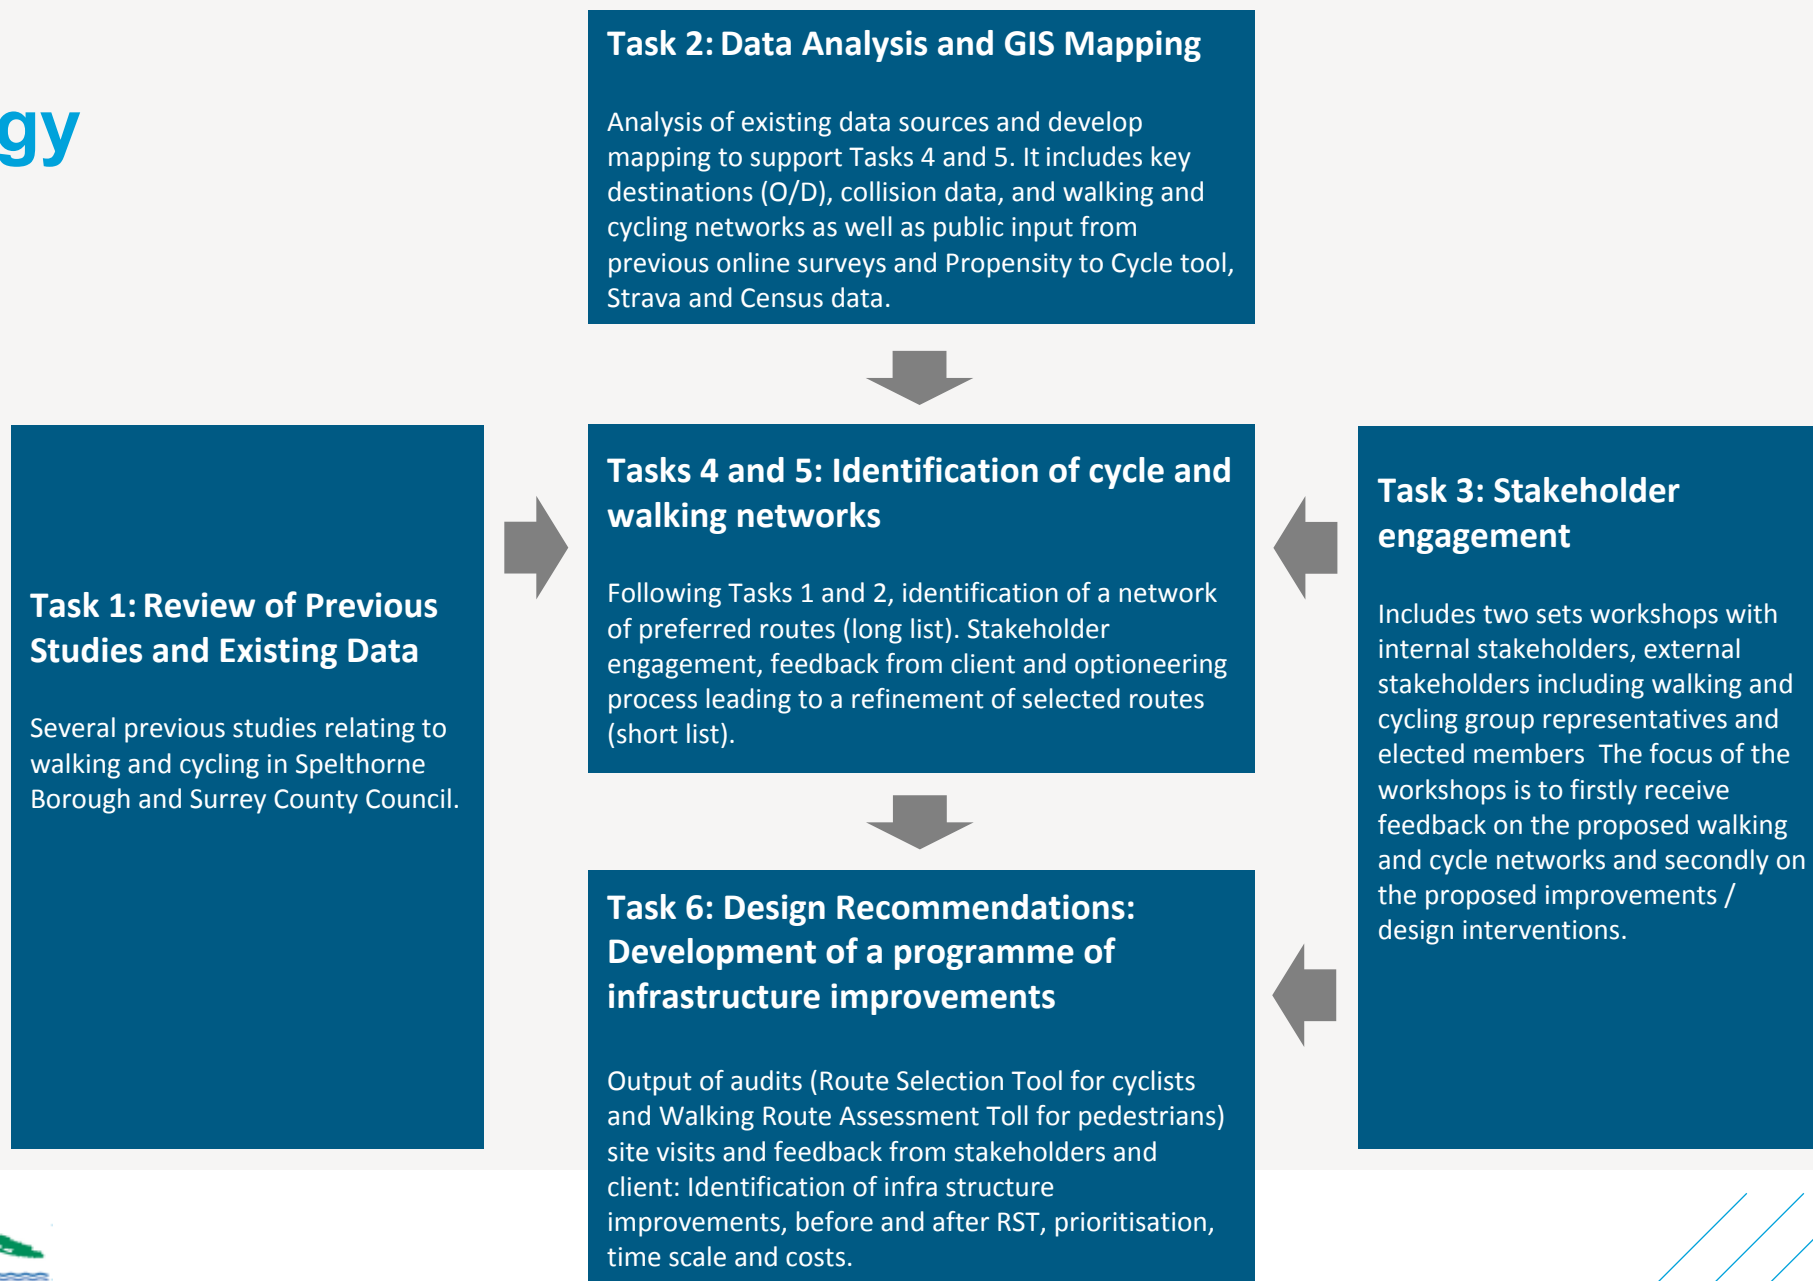 gy
Task 2: Data Analysis and GIS Mapping
Analysis of existing data sources and develop
mapping to support Tasks 4 and 5. It includes key
destinations (O/D), collision data, and walking and
cycling networks as well as public input from
previous online surveys and Propensity to Cycle tool,
Strava and Census data.
Task 1: Review of Previous
Studies and Existing Data
Several previous studies relating to
walking and cycling in Spelthorne
Borough and Surrey County Council.
Tasks 4 and 5: Identification of cycle and
walking networks
Following Tasks 1 and 2, identification of a network
of preferred routes (long list). Stakeholder
engagement, feedback from client and optioneering
process leading to a refinement of selected routes
(short list).
Task 3: Stakeholder
engagement
Includes two sets workshops with
internal stakeholders, external
stakeholders including walking and
cycling group representatives and
elected members  The focus of the
workshops is to firstly receive
feedback on the proposed walking
and cycle networks and secondly on
the proposed improvements /
design interventions.
Task 6: Design Recommendations:
Development of a programme of
infrastructure improvements
Output of audits (Route Selection Tool for cyclists
and Walking Route Assessment Toll for pedestrians)
site visits and feedback from stakeholders and
client: Identification of infra structure
improvements, before and after RST, prioritisation,
time scale and costs.